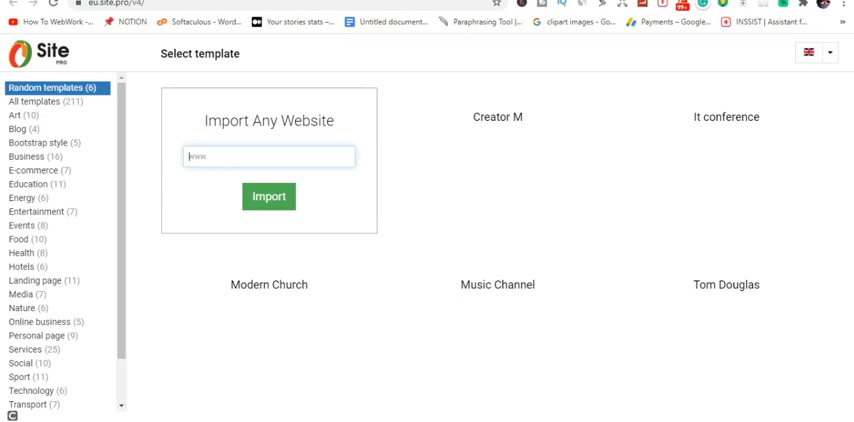 eu.site.pro/v4/
How To WebWork -...
NOTION
Softaculous - Word...
Your stories stats –...
Untitled document...
Paraphrasing Tool |...
clipart images - Go...
Payments – Google...
INSSIST | Assistant f...
»
99+
Site
PRO
Select template
Random templates (6)
All templates (211)
Art (10)
Blog (4)
Bootstrap style (5)
Business (16)
E-commerce (7)
Education (11)
Energy (6)
Entertainment (7)
Events (8)
Food (10)
Health (8)
Hotels (6)
Landing page (11)
Media (7)
Nature (6)
Online business (5)
Personal page (9)
Services (25)
Social (10)
Sport (11)
Technology (6)
Transport (7)
Import Any Website
www.
Import
Creator M
It conference
Modern Church
Music Channel
Tom Douglas